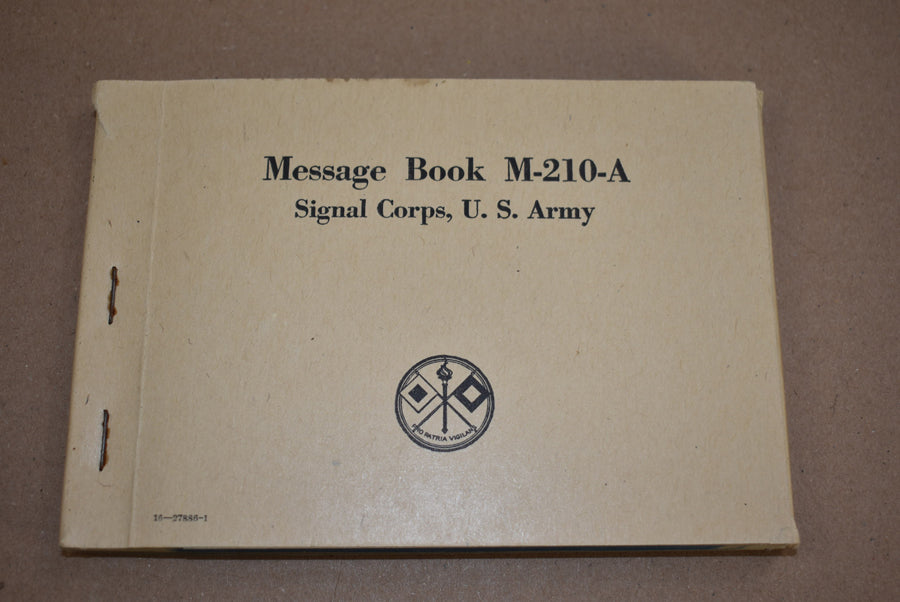 Message Book M-210-A
Signal Corps, U. S. Army
PRO PATRIA VIGILANS
16—27886-1